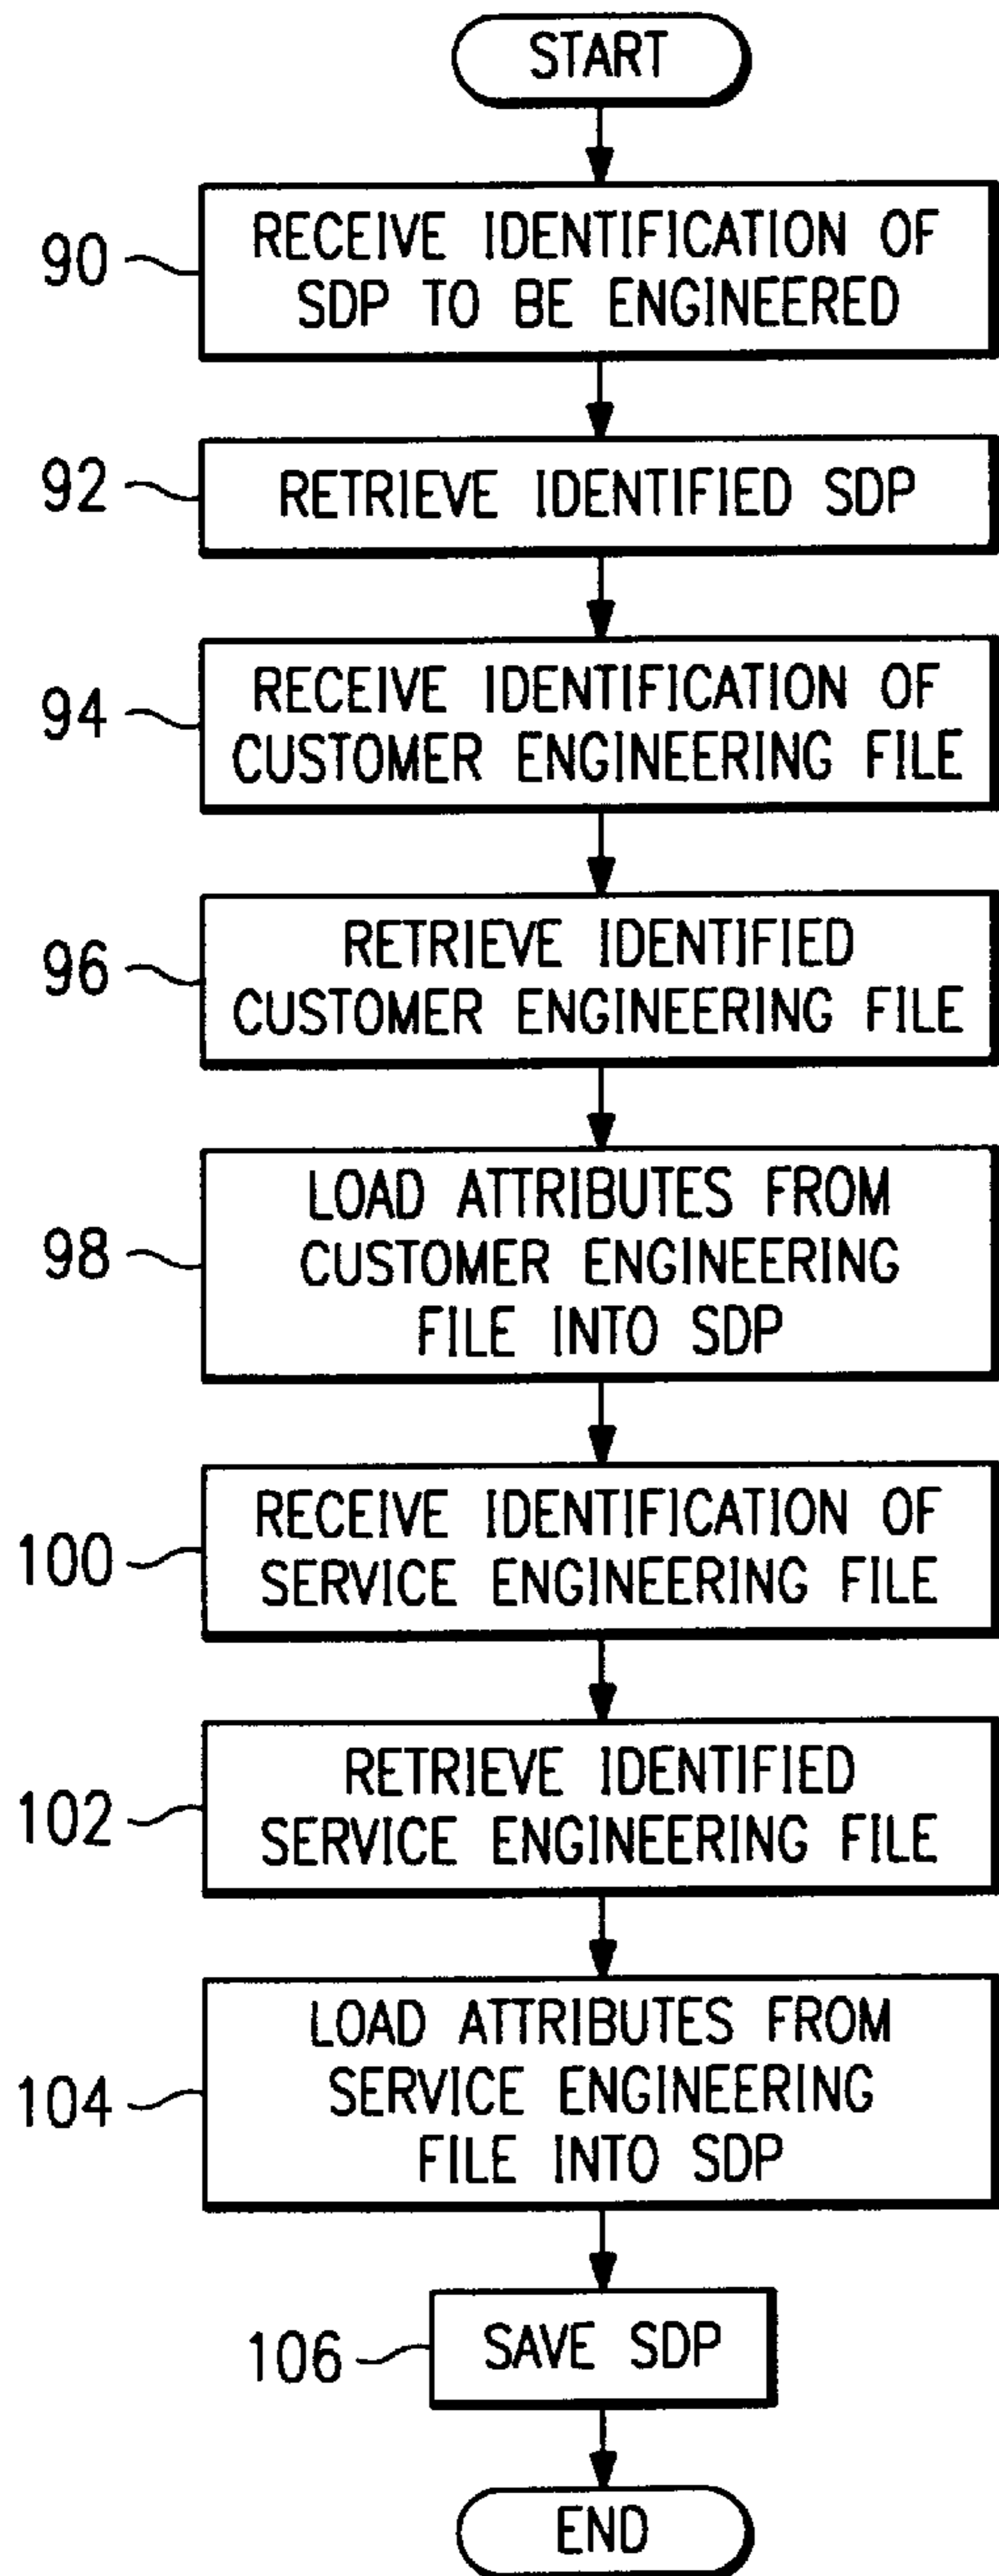 START
90
RECEIVE IDENTIFICATION OF
SDP TO BE ENGINEERED
92
RETRIEVE IDENTIFIED SDP
94
RECEIVE IDENTIFICATION OF
CUSTOMER ENGINEERING FILE
96
RETRIEVE IDENTIFIED
CUSTOMER ENGINEERING FILE
98
LOAD ATTRIBUTES FROM
CUSTOMER ENGINEERING
FILE INTO SDP
100
RECEIVE IDENTIFICATION OF
SERVICE ENGINEERING FILE
102
RETRIEVE IDENTIFIED
SERVICE ENGINEERING FILE
104
LOAD ATTRIBUTES FROM
SERVICE ENGINEERING
FILE INTO SDP
106
SAVE SDP
END